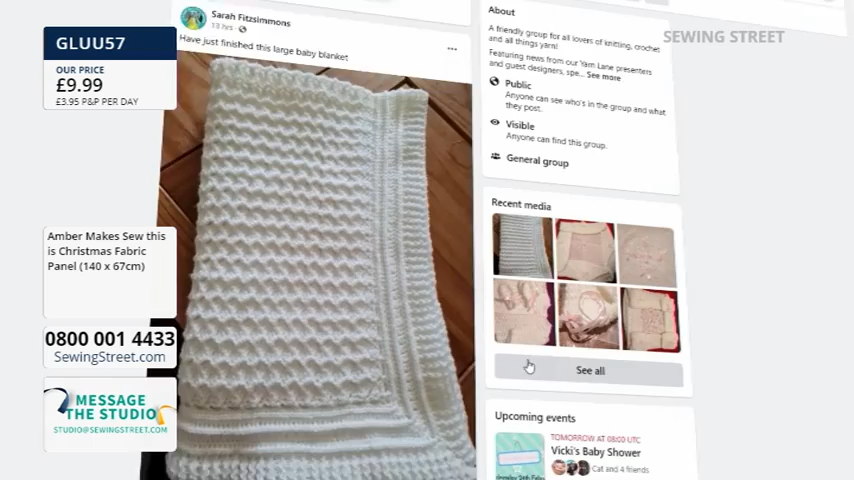 GLUU57
OUR PRICE
£9.99
£3.95 P&P PER DAY
Amber Makes Sew this
is Christmas Fabric
Panel (140 x 67cm)
0800 001 4433
SewingStreet.com
MESSAGE
THE STUDIO
STUDIO@SEWINGSTREET.COM
Sarah Fitzsimmons
13 hrs ·
Have just finished this large baby blanket
SEWING STREET
About
A friendly group for all lovers of knitting, crochet
and all things yarn!
Featuring news from our Yarn Lane presenters
and guest designers, spe... See more
Public
Anyone can see who's in the group and what
they post.
Visible
Anyone can find this group.
General group
Recent media
See all
Upcoming events
TOMORROW AT 08:00 UTC
Vicki's Baby Shower
Cat and 4 friends